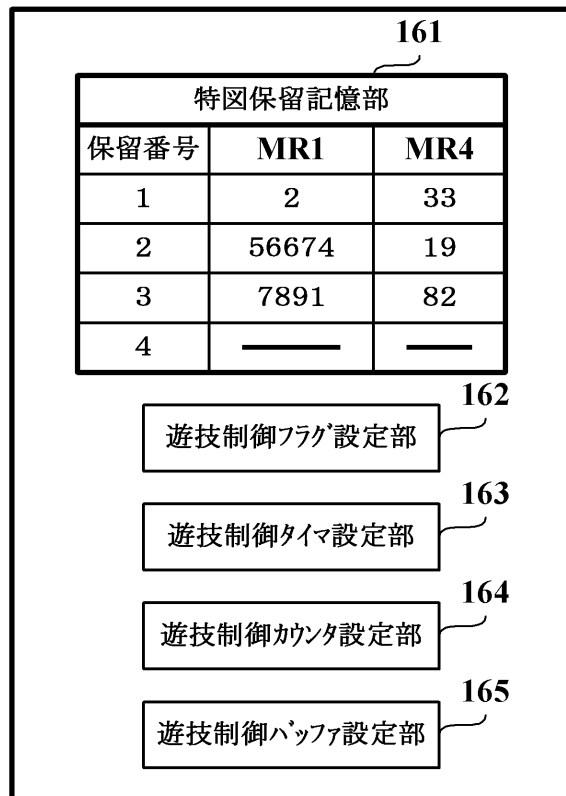 161
特図保留記憶部
保留番号 MR1 MR4
1 2 33
2 56674 19
3 7891 82
4 ——— ——
162
遊技制御フラグ設定部
163
遊技制御タイマ設定部
164
遊技制御カウンタ設定部
165
遊技制御バッファ設定部